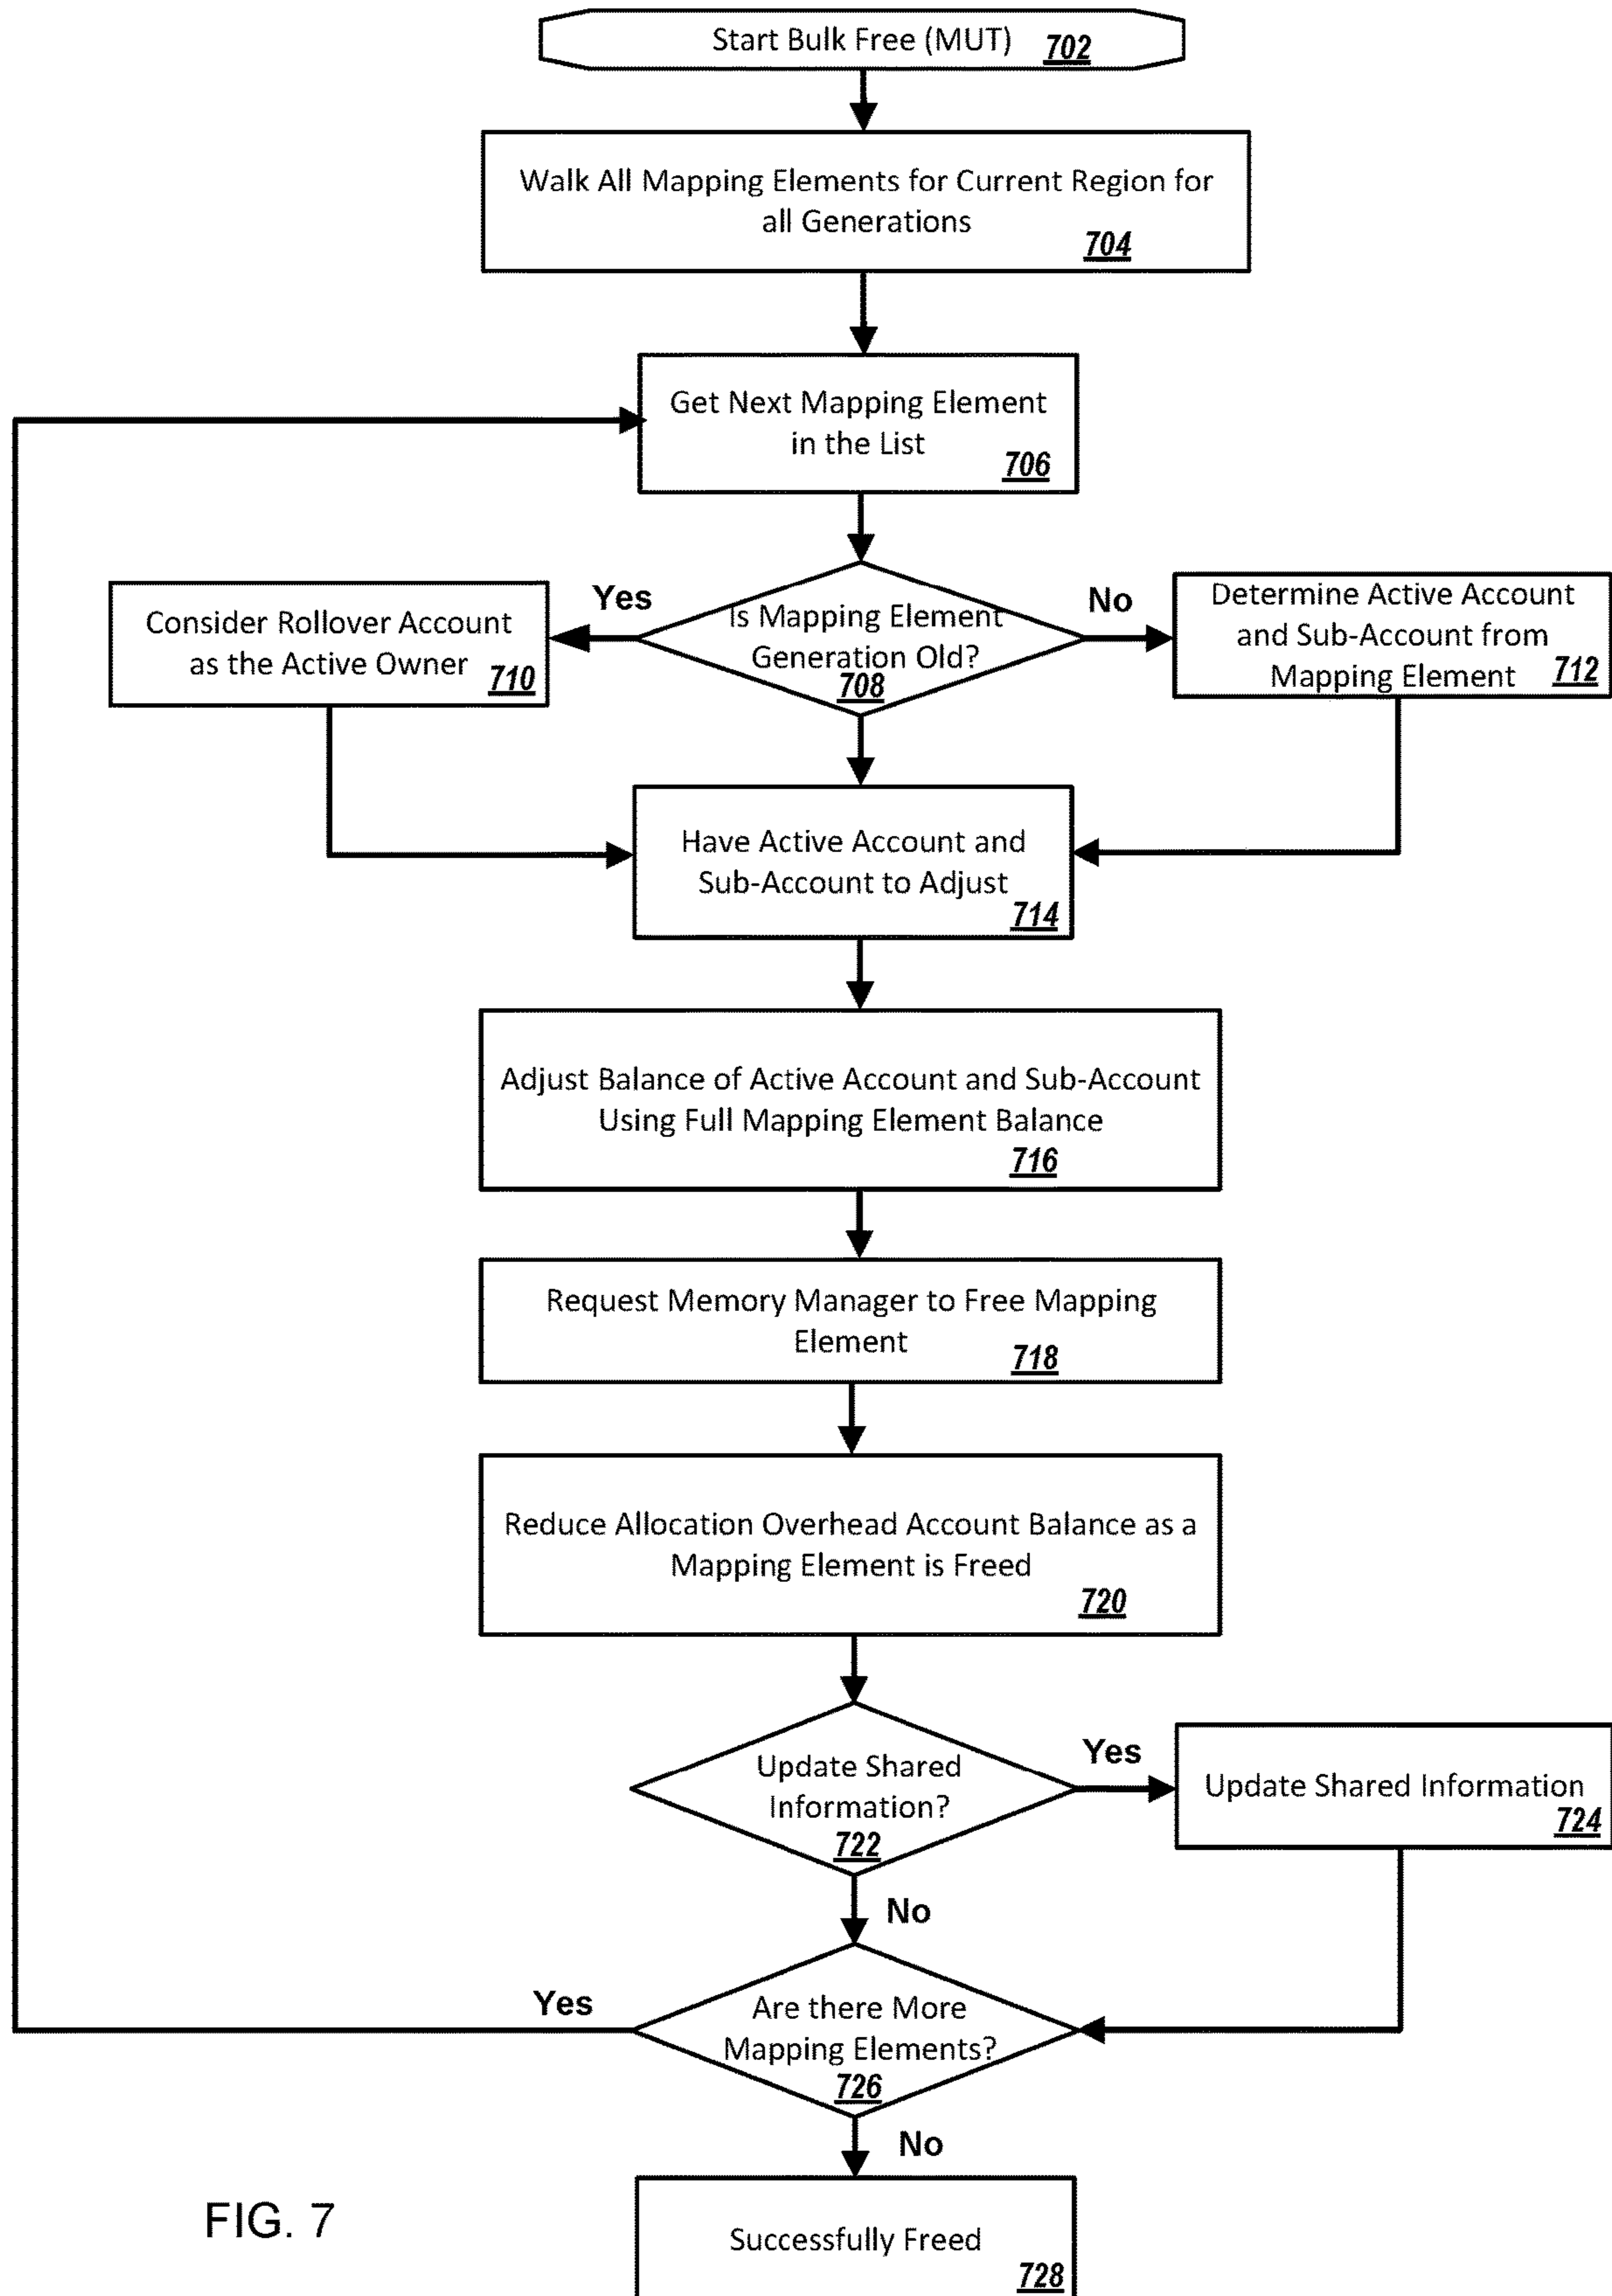 Start Bulk Free (MUT) 702
Walk All Mapping Elements for Current Region for
all Generations
704
Get Next Mapping Element
in the List
706
Yes
No
Is Mapping Element
Generation Old?
708
Consider Rollover Account
as the Active Owner
710
Determine Active Account
and Sub-Account from
Mapping Element 712
Have Active Account and
Sub-Account to Adjust
714
Adjust Balance of Active Account and Sub-Account
Using Full Mapping Element Balance
716
Request Memory Manager to Free Mapping
Element
718
Reduce Allocation Overhead Account Balance as a
Mapping Element is Freed
720
Update Shared
Information?
722
Yes
Update Shared Information
724
No
Yes
Are there More
Mapping Elements?
726
No
Successfully Freed
728
FIG. 7